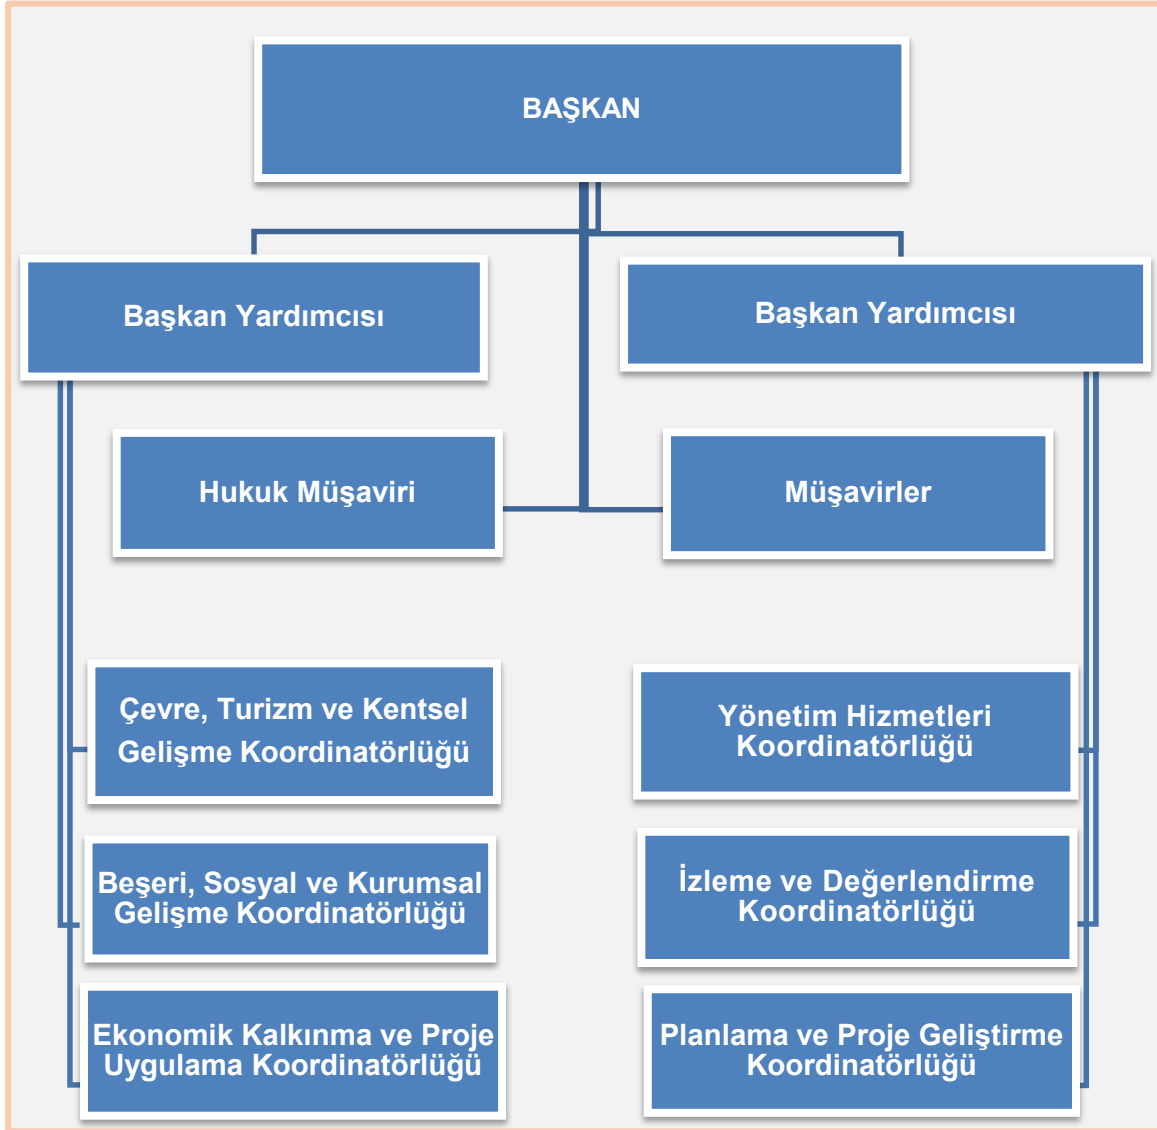 BAŞKAN
Başkan Yardımcısı
Başkan Yardımcısı
Hukuk Müşaviri
Müşavirler
Çevre, Turizm ve Kentsel
Gelişme Koordinatörlüğü
Yönetim Hizmetleri
Koordinatörlüğü
Beşeri, Sosyal ve Kurumsal
Gelişme Koordinatörlüğü
İzleme ve Değerlendirme
Koordinatörlüğü
Ekonomik Kalkınma ve Proje
Uygulama Koordinatörlüğü
Planlama ve Proje Geliştirme
Koordinatörlüğü